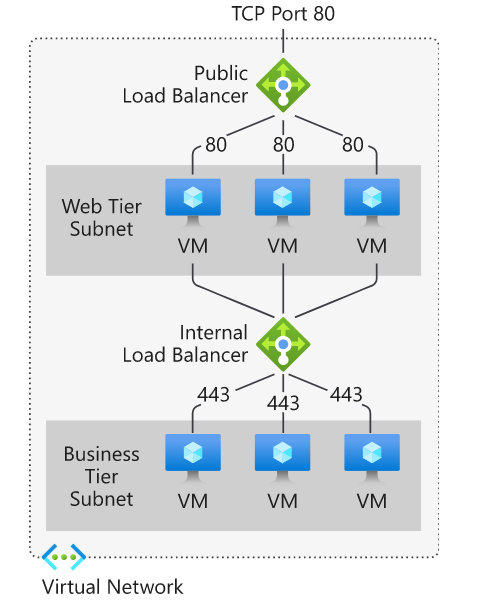 TCP Port 80
Public
Load Balancer
80 80 80
Web Tier
Subnet
VM VM VM
Internal
Load Balancer
443 443 443
Business
Tier
Subnet
VM VM VM
Virtual Network